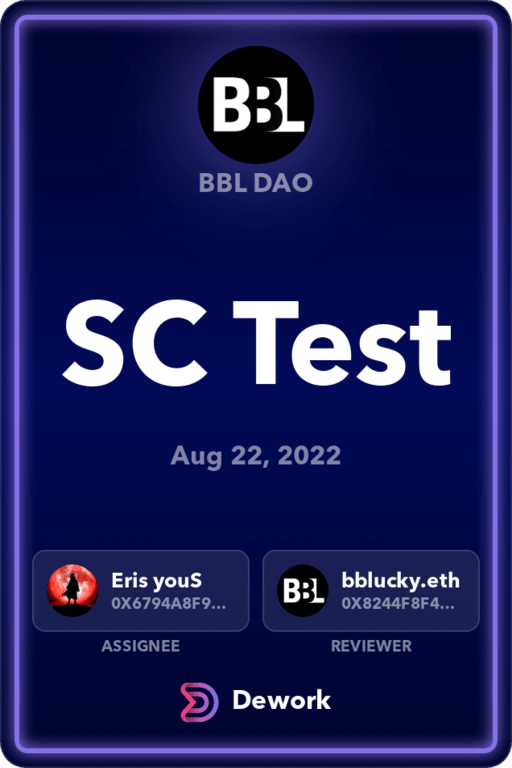 BBL
BBL DAO
SC Test
Aug 22, 2022
Eris youS
0X6794A8F9...
ASSIGNEE
BBL
bblucky.eth
0X8244F8F4...
REVIEWER
Dework